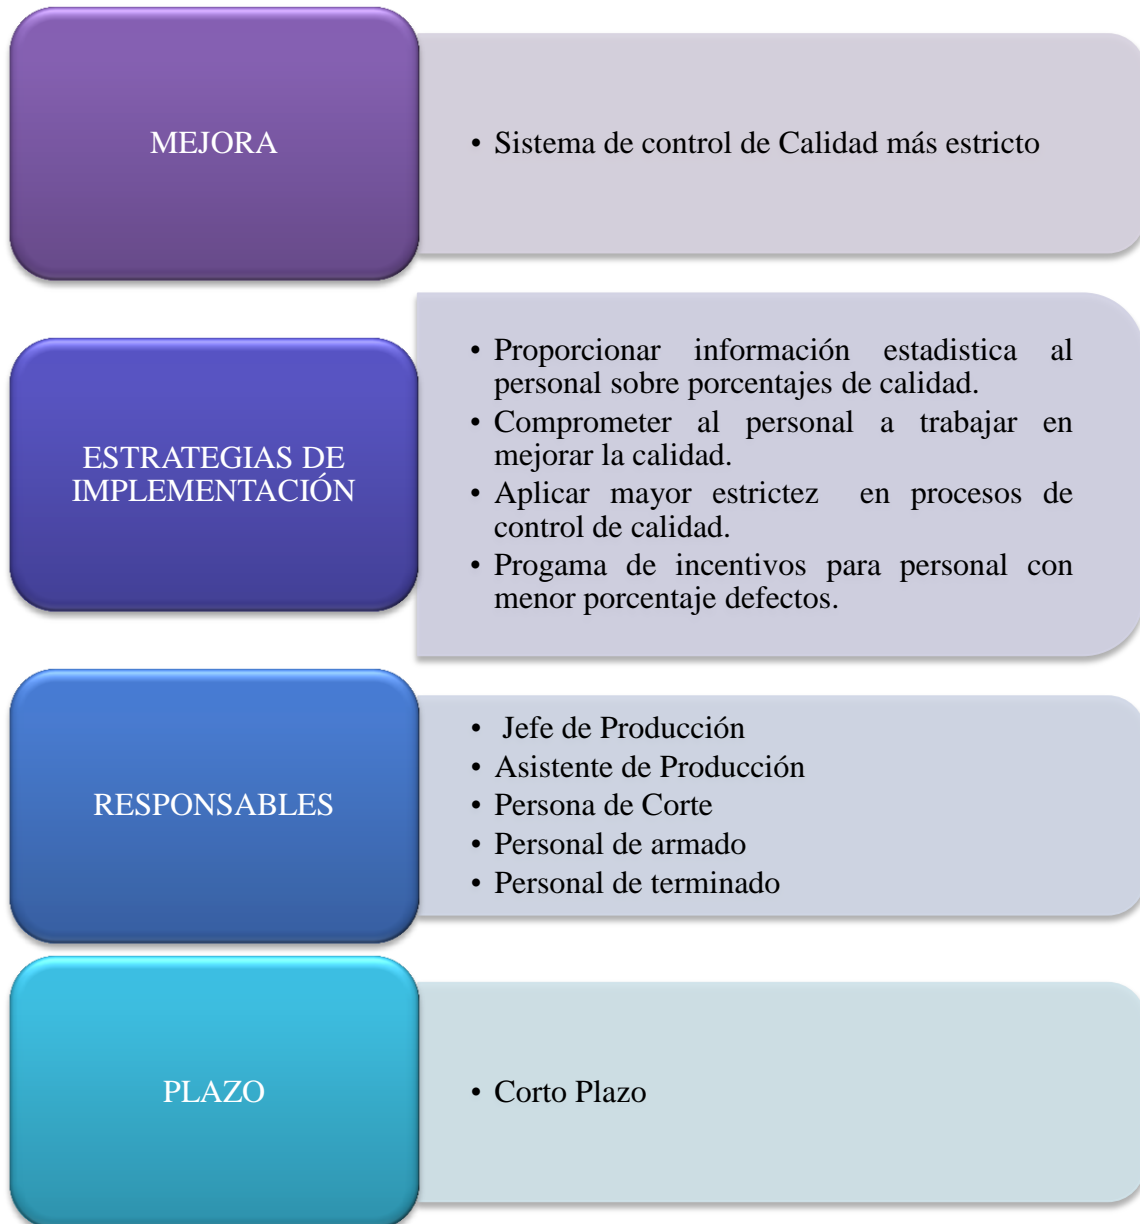 MEJORA
• Sistema de control de Calidad más estricto
ESTRATEGIAS DE
IMPLEMENTACIÓN
• Proporcionar información estadistica al
personal sobre porcentajes de calidad.
• Comprometer al personal a trabajar en
mejorar la calidad.
• Aplicar mayor estrictez en procesos de
control de calidad.
• Progama de incentivos para personal con
menor porcentaje defectos.
RESPONSABLES
• Jefe de Producción
• Asistente de Producción
• Persona de Corte
• Personal de armado
• Personal de terminado
PLAZO
• Corto Plazo